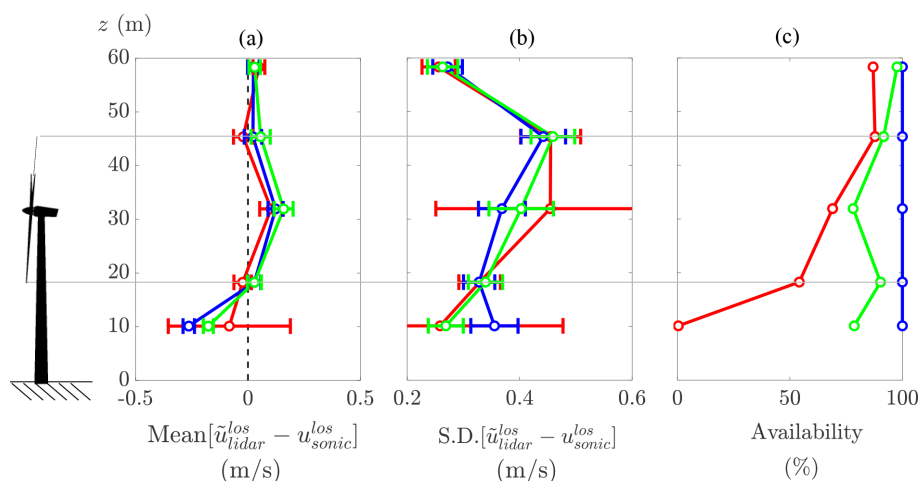 z (m)
(a) (b) (c)
60
50
40
30
20
10
0
-0.5 0 0.5 0.2 0.4 0.6 0 50 100
Mean[ũ^{los}_{lidar} − u^{los}_{sonic}] S.D.[ũ^{los}_{lidar} − u^{los}_{sonic}] Availability
(m/s) (m/s) (%)